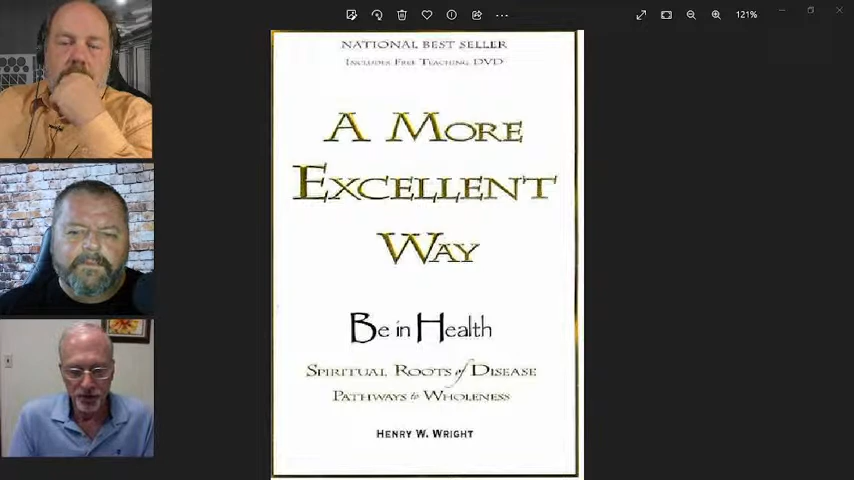 121%
NATIONAL BEST SELLER
INCLUDES FREE TEACHING DVD
A MORE
EXCELLENT
WAY
Be in Health
SPIRITUAL ROOTS of DISEASE
PATHWAYS to WHOLENESS
HENRY W. WRIGHT